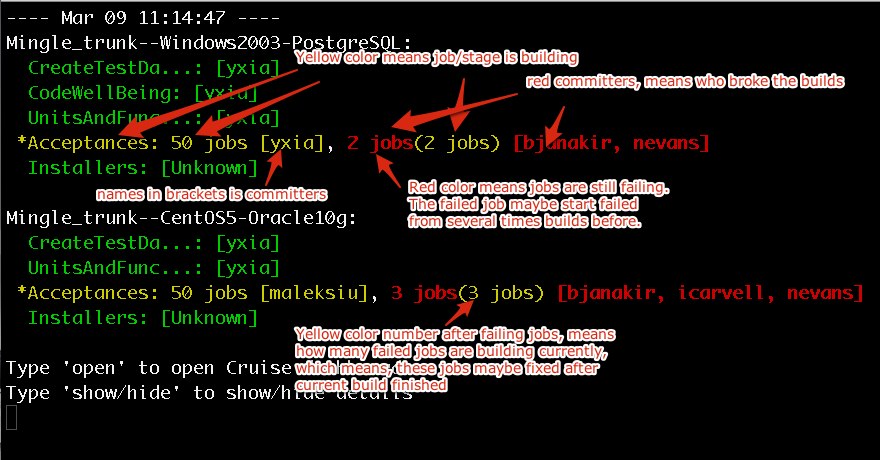 ---- Mar 09 11:14:47 ----
Mingle_trunk--Windows2003-PostgreSQL:
Yellow color means job/stage is building
CreateTestDa...: [yxia]
red committers, means who broke the builds
CodeWellBeing: [yxia]
UnitsAndFunc...: [yxia]
*Acceptances: 50 jobs [yxia], 2 jobs(2 jobs) [bjanakir, nevans]
Installers: [Unknown]
names in brackets is committers
Red color means jobs are still failing.
The failed job maybe start failed
from several times builds before.
Mingle_trunk--CentOS5-Oracle10g:
CreateTestDa...: [yxia]
UnitsAndFunc...: [yxia]
*Acceptances: 50 jobs [maleksiu], 3 jobs(3 jobs) [bjanakir, icarvell, nevans]
Installers: [Unknown]
Yellow color number after failing jobs, means
how many failed jobs are building currently,
which means, these jobs maybe fixed after
current build finished
Type 'open' to open Cruise
Type 'show/hide' to show/hide details